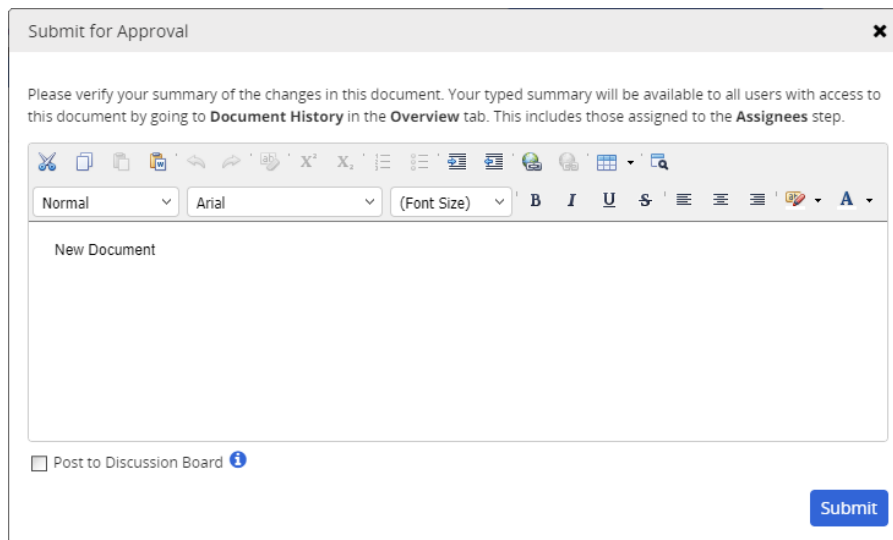 Submit for Approval
Please verify your summary of the changes in this document. Your typed summary will be available to all users with access to
this document by going to Document History in the Overview tab. This includes those assigned to the Assignees step.
X² X₂
Normal Arial (Font Size) B I U S A
New Document
Post to Discussion Board
Submit